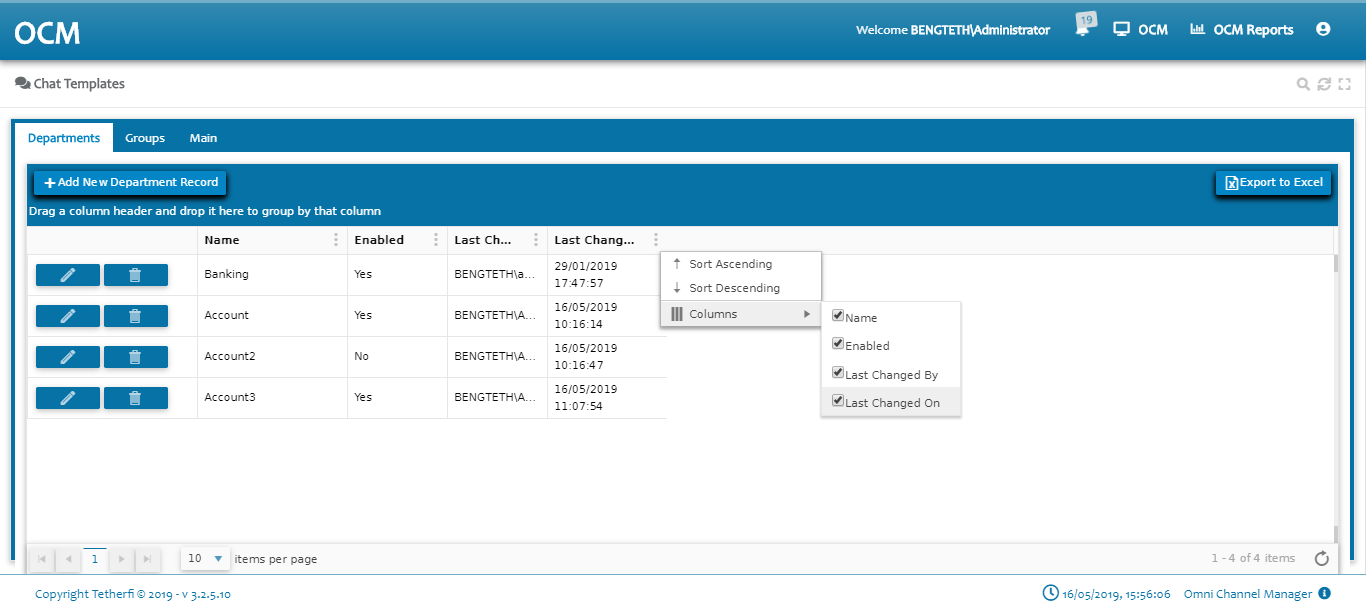 OCM
Welcome BENGTETH\Administrator
19
OCM
OCM Reports
Chat Templates
Departments
Groups
Main
Add New Department Record
Export to Excel
Drag a column header and drop it here to group by that column
Name
Enabled
Last Ch...
Last Chang...
Banking
Yes
BENGTETH\a...
29/01/2019
17:47:57
Account
Yes
BENGTETH\A...
16/05/2019
10:16:14
Account2
No
BENGTETH\A...
16/05/2019
10:16:47
Account3
Yes
BENGTETH\A...
16/05/2019
11:07:54
Sort Ascending
Sort Descending
Columns
Name
Enabled
Last Changed By
Last Changed On
1
10
items per page
1 - 4 of 4 items
Copyright Tetherfi © 2019 - v 3.2.5.10
16/05/2019, 15:56:06
Omni Channel Manager